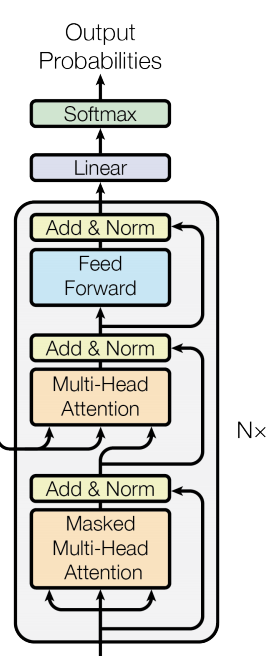 Output
Probabilities
Softmax
Linear
Add & Norm
Feed
Forward
Add & Norm
Multi-Head
Attention
N×
Add & Norm
Masked
Multi-Head
Attention